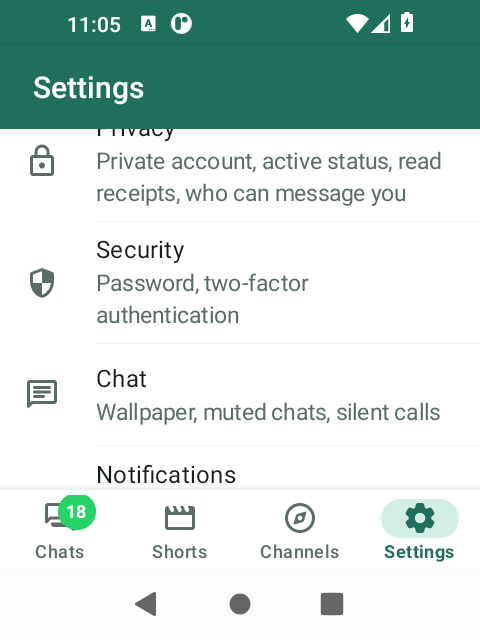 11:05
Settings
Privacy
Private account, active status, read
receipts, who can message you
Security
Password, two-factor
authentication
Chat
Wallpaper, muted chats, silent calls
Notifications
18
Chats
Shorts
Channels
Settings